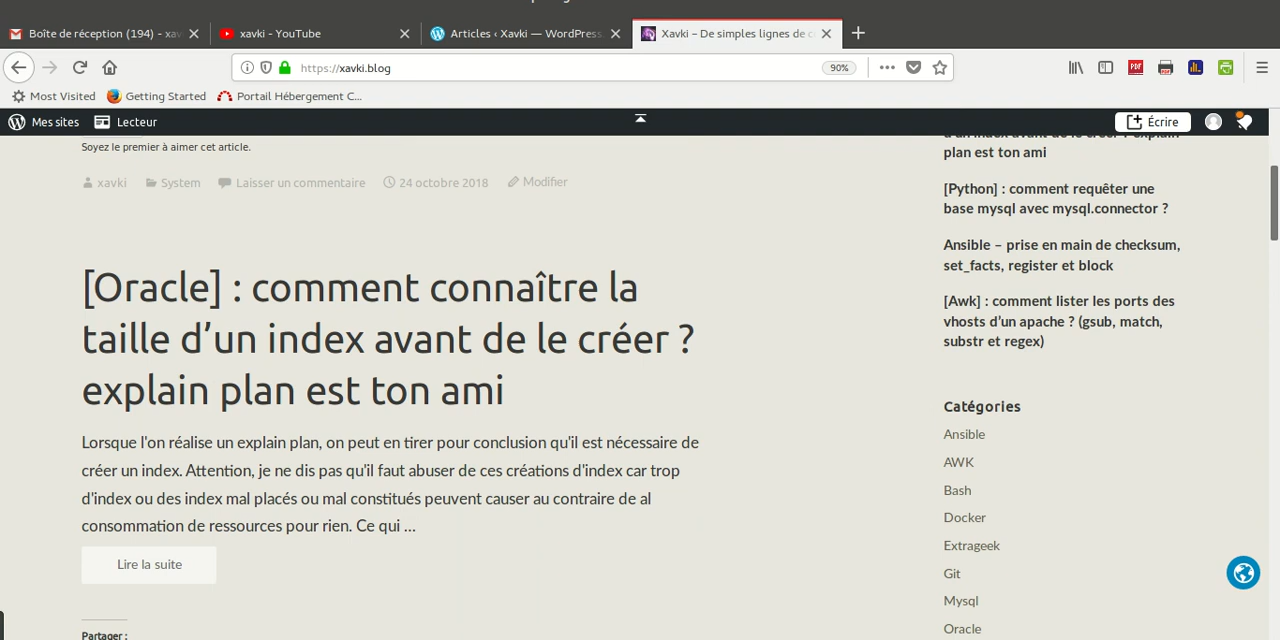 Boîte de réception (194) - xav
xavki - YouTube
Articles ‹ Xavki — WordPress
Xavki – De simples lignes de c
https://xavki.blog
90%
Most Visited
Getting Started
Portail Hébergement C...
Mes sites
Lecteur
Écrire
Soyez le premier à aimer cet article.
xavki System Laisser un commentaire 24 octobre 2018 Modifier
[Oracle] : comment connaître la
taille d’un index avant de le créer ?
explain plan est ton ami
Lorsque l'on réalise un explain plan, on peut en tirer pour conclusion qu'il est nécessaire de
créer un index. Attention, je ne dis pas qu'il faut abuser de ces créations d'index car trop
d'index ou des index mal placés ou mal constitués peuvent causer au contraire de al
consommation de ressources pour rien. Ce qui …
Lire la suite
Partager :
d’un index avant de le créer ? explain
plan est ton ami
[Python] : comment requêter une
base mysql avec mysql.connector ?
Ansible – prise en main de checksum,
set_facts, register et block
[Awk] : comment lister les ports des
vhosts d’un apache ? (gsub, match,
substr et regex)
Catégories
Ansible
AWK
Bash
Docker
Extrageek
Git
Mysql
Oracle